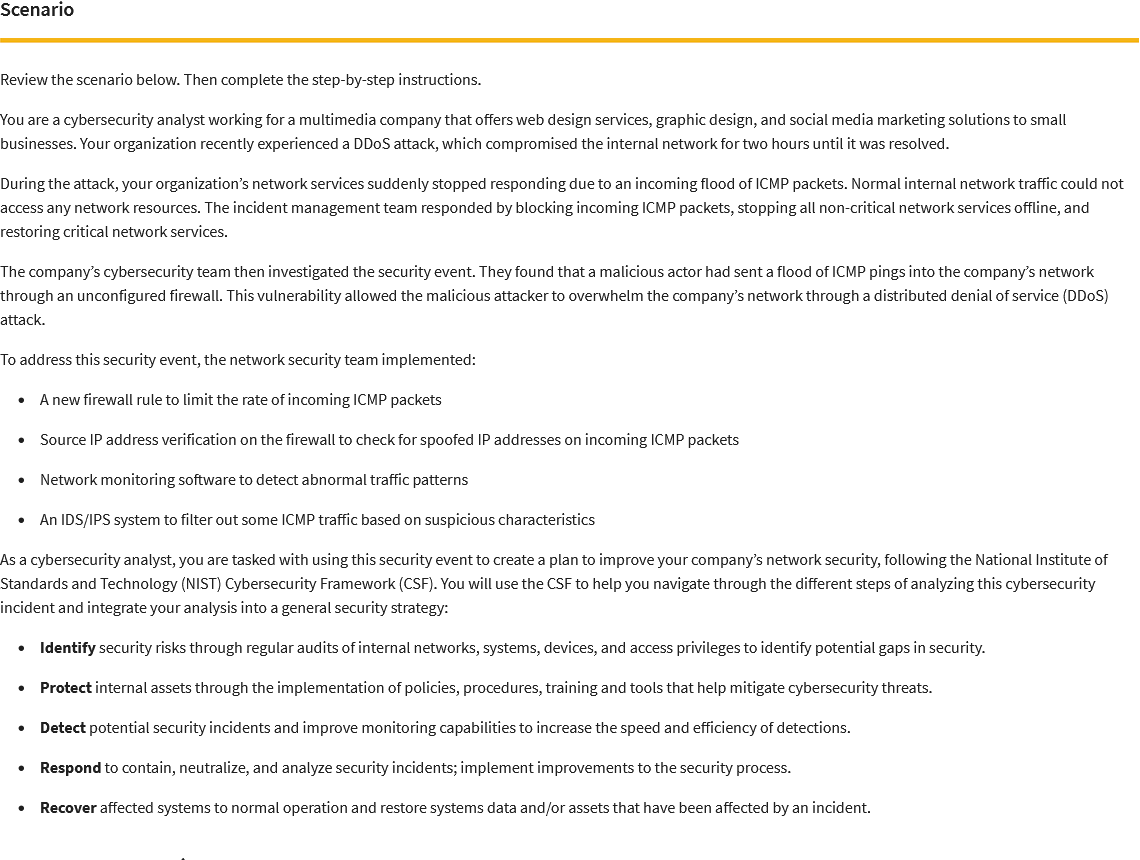 Scenario
Review the scenario below. Then complete the step-by-step instructions.
You are a cybersecurity analyst working for a multimedia company that offers web design services, graphic design, and social media marketing solutions to small
businesses. Your organization recently experienced a DDoS attack, which compromised the internal network for two hours until it was resolved.
During the attack, your organization’s network services suddenly stopped responding due to an incoming flood of ICMP packets. Normal internal network traffic could not
access any network resources. The incident management team responded by blocking incoming ICMP packets, stopping all non-critical network services offline, and
restoring critical network services.
The company’s cybersecurity team then investigated the security event. They found that a malicious actor had sent a flood of ICMP pings into the company’s network
through an unconfigured firewall. This vulnerability allowed the malicious attacker to overwhelm the company’s network through a distributed denial of service (DDoS)
attack.
To address this security event, the network security team implemented:
• A new firewall rule to limit the rate of incoming ICMP packets
• Source IP address verification on the firewall to check for spoofed IP addresses on incoming ICMP packets
• Network monitoring software to detect abnormal traffic patterns
• An IDS/IPS system to filter out some ICMP traffic based on suspicious characteristics
As a cybersecurity analyst, you are tasked with using this security event to create a plan to improve your company’s network security, following the National Institute of
Standards and Technology (NIST) Cybersecurity Framework (CSF). You will use the CSF to help you navigate through the different steps of analyzing this cybersecurity
incident and integrate your analysis into a general security strategy:
• Identify security risks through regular audits of internal networks, systems, devices, and access privileges to identify potential gaps in security.
• Protect internal assets through the implementation of policies, procedures, training and tools that help mitigate cybersecurity threats.
• Detect potential security incidents and improve monitoring capabilities to increase the speed and efficiency of detections.
• Respond to contain, neutralize, and analyze security incidents; implement improvements to the security process.
• Recover affected systems to normal operation and restore systems data and/or assets that have been affected by an incident.